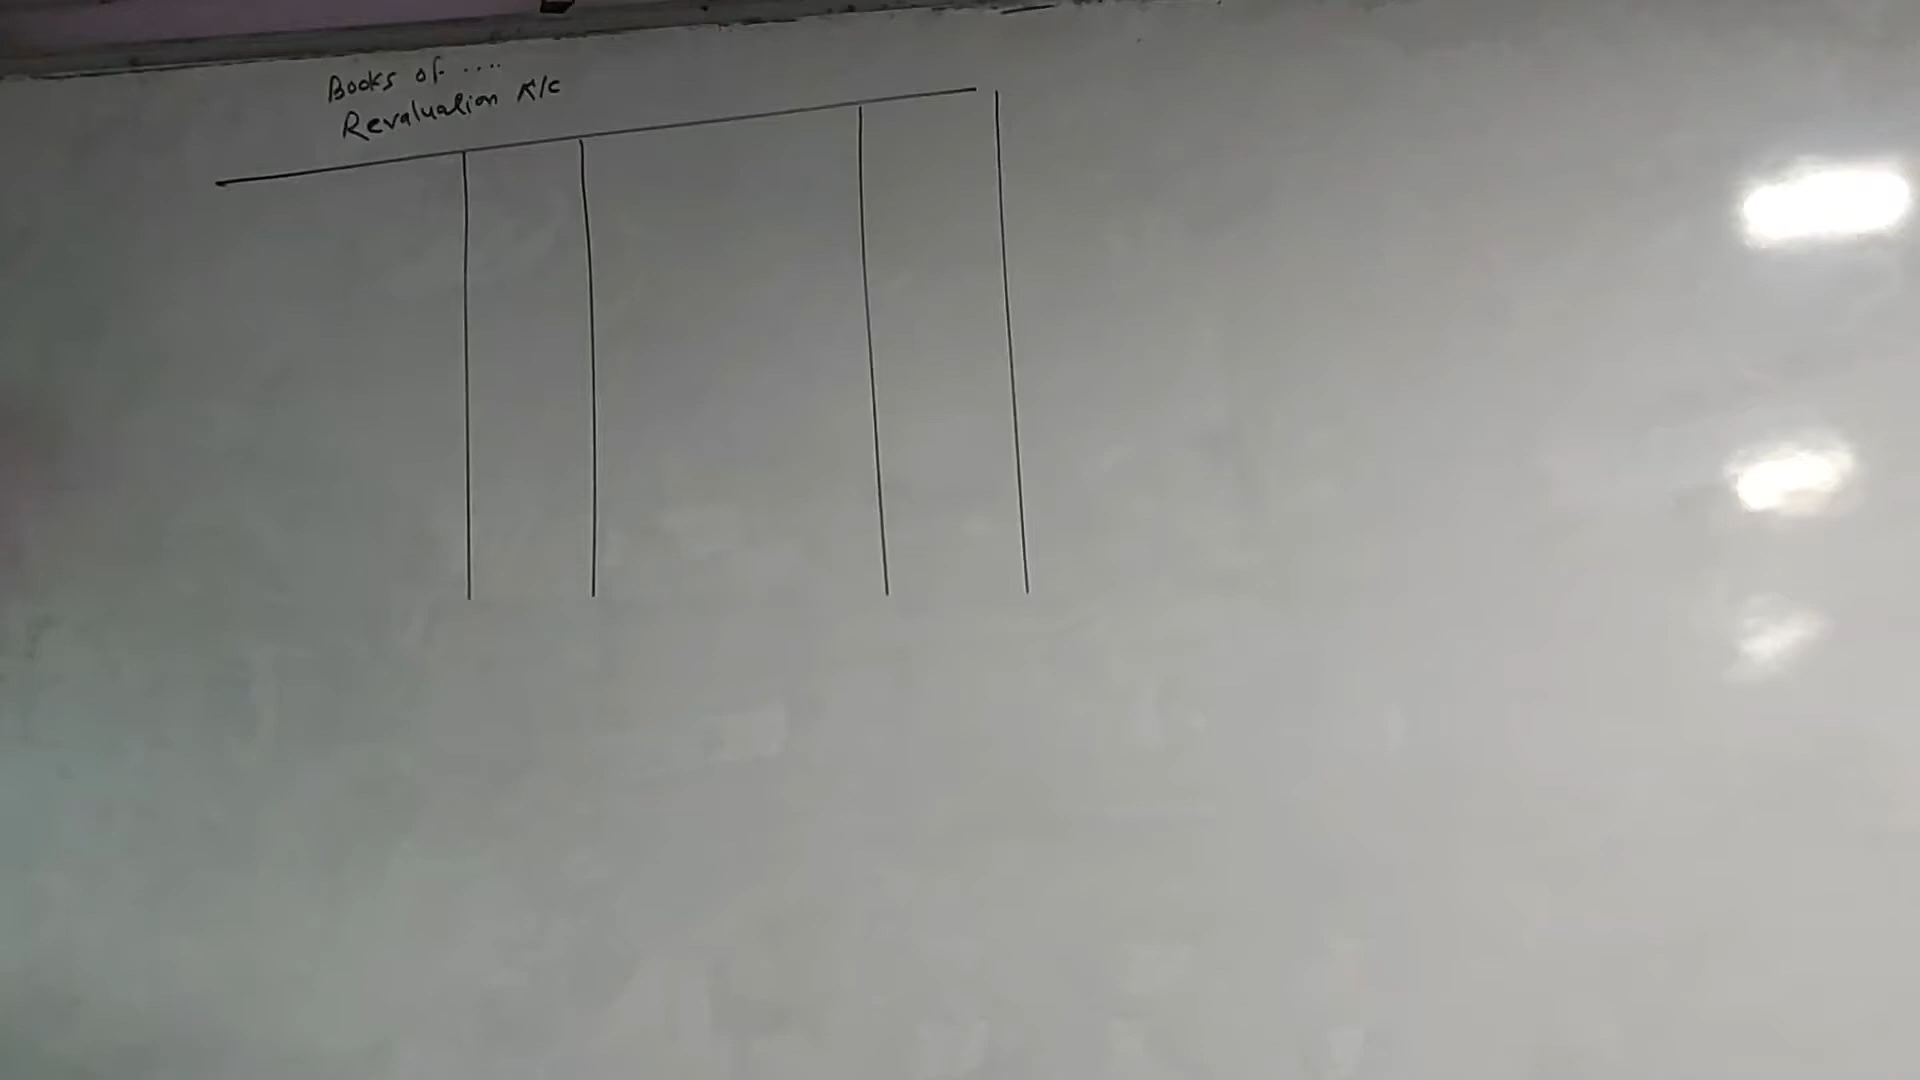 Books of ....
Revaluation A/c